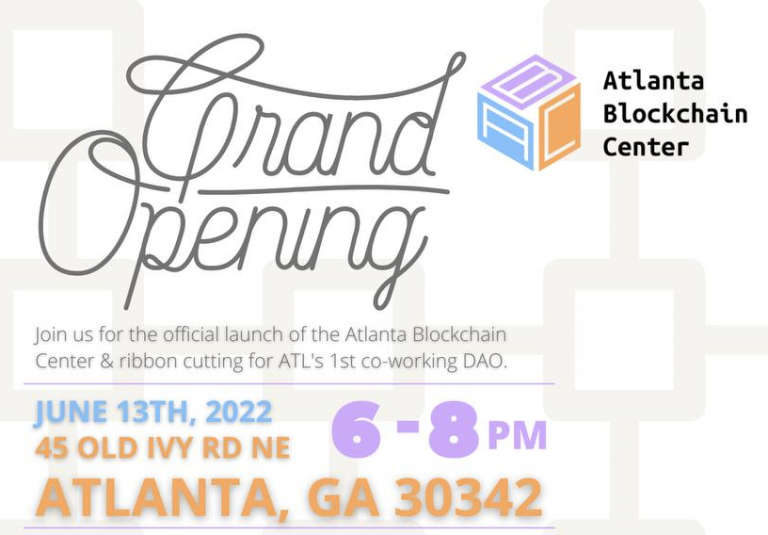 Grand
Opening
ABC
Atlanta
Blockchain
Center
Join us for the official launch of the Atlanta Blockchain
Center & ribbon cutting for ATL's 1st co-working DAO.
JUNE 13TH, 2022
6-8 PM
45 OLD IVY RD NE
ATLANTA, GA 30342